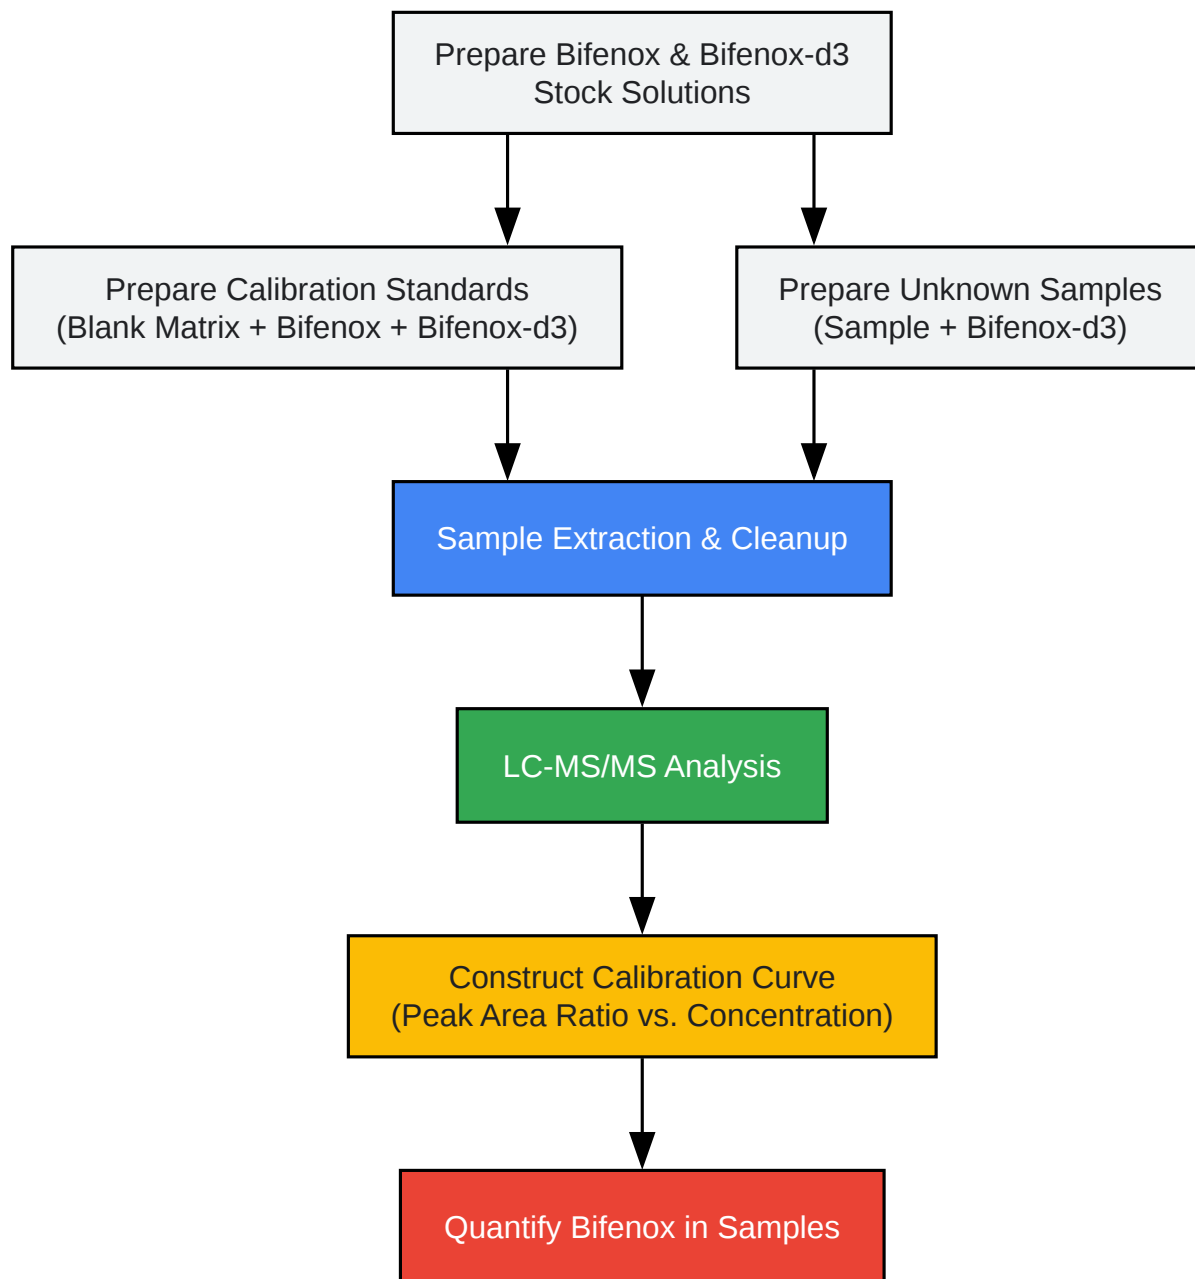 Prepare Bifenox & Bifenox-d3
Stock Solutions
Prepare Calibration Standards
(Blank Matrix + Bifenox + Bifenox-d3)
Prepare Unknown Samples
(Sample + Bifenox-d3)
Sample Extraction & Cleanup
LC-MS/MS Analysis
Construct Calibration Curve
(Peak Area Ratio vs. Concentration)
Quantify Bifenox in Samples